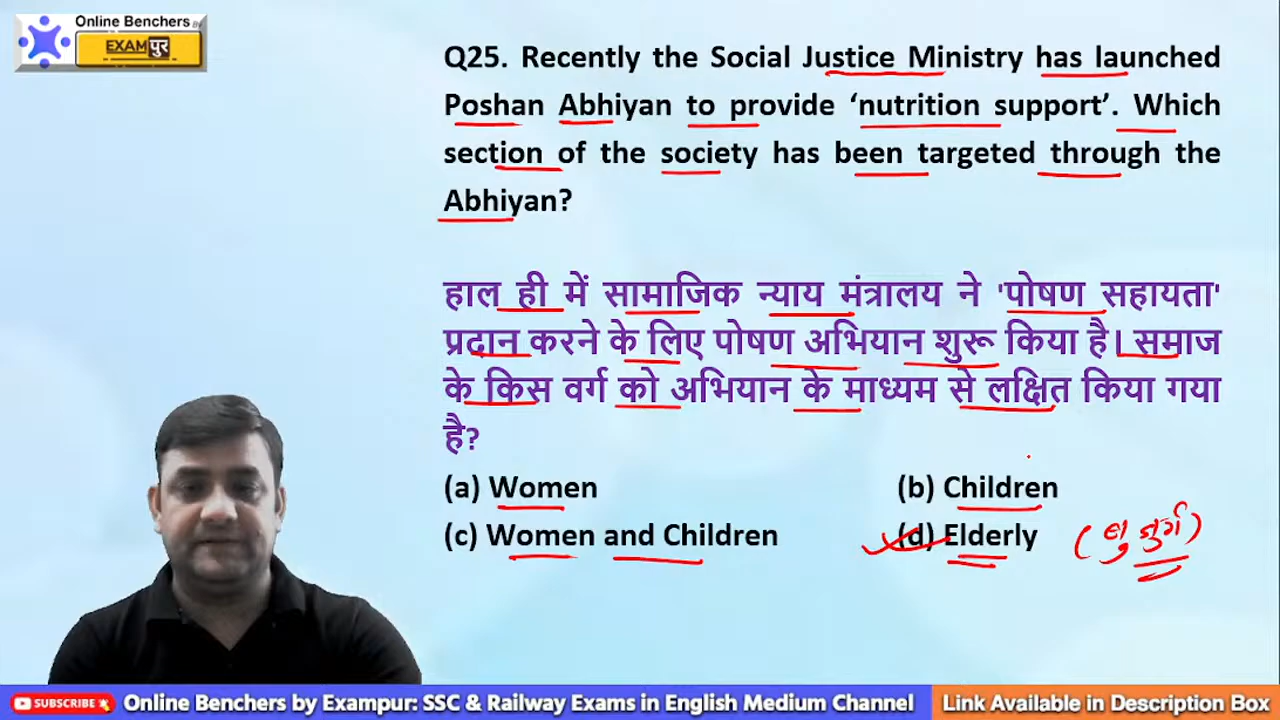 Online Benchers By
EXAMपुर
Q25. Recently the Social Justice Ministry has launched
Poshan Abhiyan to provide ‘nutrition support’. Which
section of the society has been targeted through the
Abhiyan?
हाल ही में सामाजिक न्याय मंत्रालय ने 'पोषण सहायता'
प्रदान करने के लिए पोषण अभियान शुरू किया है। समाज
के किस वर्ग को अभियान के माध्यम से लक्षित किया गया
है?
(a) Women (b) Children
(c) Women and Children (d) Elderly (बुजुर्ग)
SUBSCRIBE Online Benchers by Exampur: SSC & Railway Exams in English Medium Channel Link Available in Description Box